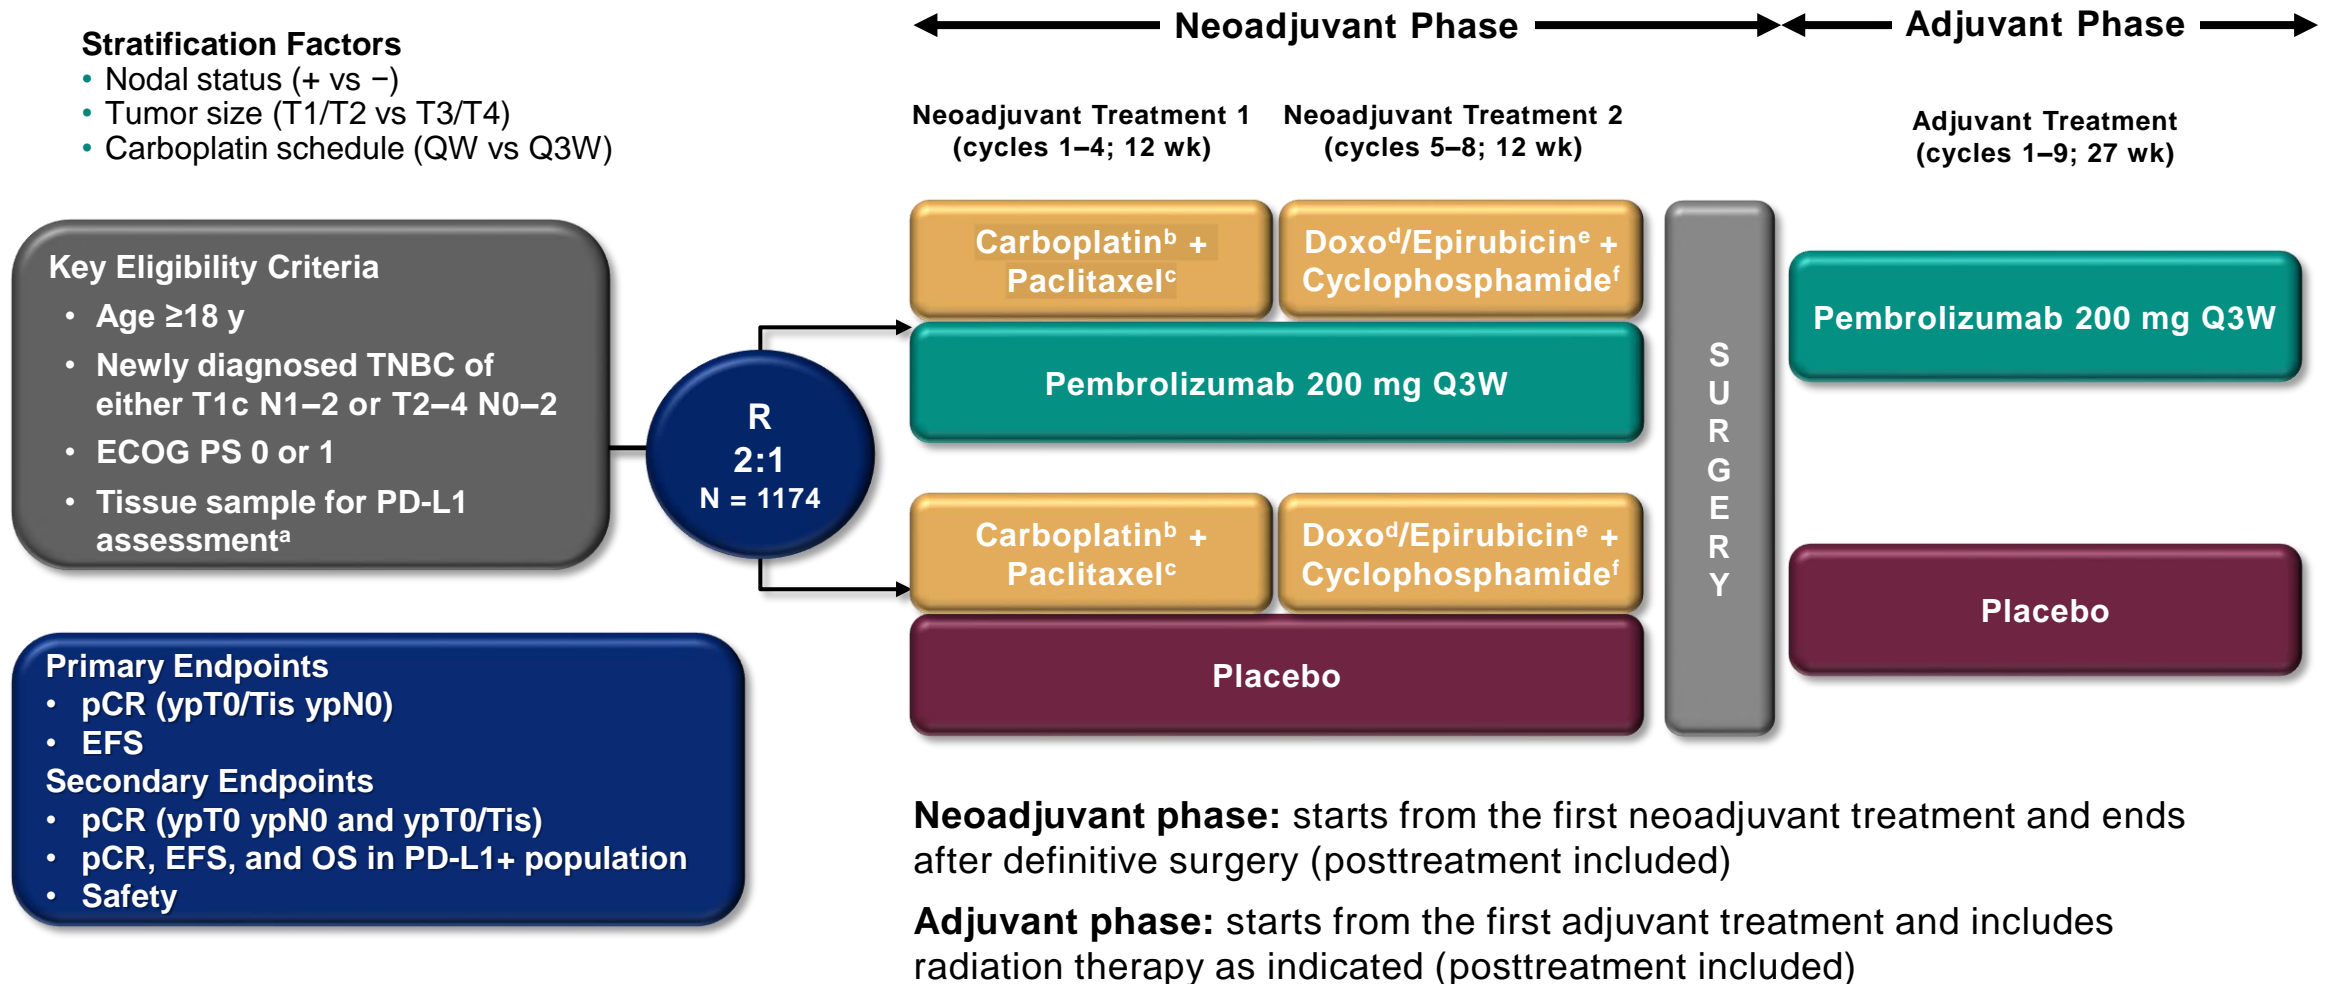 Stratification Factors
• Nodal status (+ vs −)
• Tumor size (T1/T2 vs T3/T4)
• Carboplatin schedule (QW vs Q3W)
Key Eligibility Criteria
• Age ≥18 y
• Newly diagnosed TNBC of
either T1c N1–2 or T2–4 N0–2
• ECOG PS 0 or 1
• Tissue sample for PD-L1
assessmentᵃ
Primary Endpoints
• pCR (ypT0/Tis ypN0)
• EFS
Secondary Endpoints
• pCR (ypT0 ypN0 and ypT0/Tis)
• pCR, EFS, and OS in PD-L1+ population
• Safety
R
2:1
N = 1174
Neoadjuvant Phase
Adjuvant Phase
Neoadjuvant Treatment 1
(cycles 1–4; 12 wk)
Neoadjuvant Treatment 2
(cycles 5–8; 12 wk)
Adjuvant Treatment
(cycles 1–9; 27 wk)
Carboplatinᵇ +
Paclitaxelᶜ
Doxoᵈ/Epirubicinᵉ +
Cyclophosphamideᶠ
Pembrolizumab 200 mg Q3W
Carboplatinᵇ +
Paclitaxelᶜ
Doxoᵈ/Epirubicinᵉ +
Cyclophosphamideᶠ
Placebo
S
U
R
G
E
R
Y
Pembrolizumab 200 mg Q3W
Placebo
Neoadjuvant phase: starts from the first neoadjuvant treatment and ends
after definitive surgery (posttreatment included)
Adjuvant phase: starts from the first adjuvant treatment and includes
radiation therapy as indicated (posttreatment included)